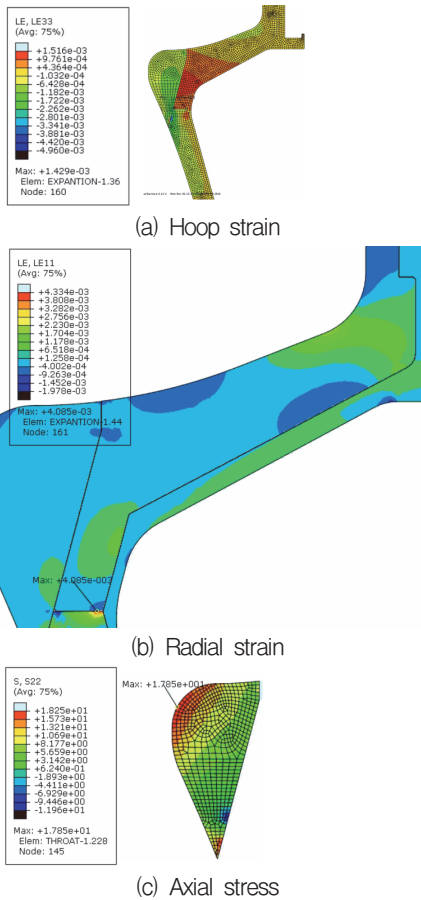 LE, LE33
(Avg: 75%)
+1.516e-03
+9.761e-04
+4.364e-04
-1.032e-04
-6.428e-04
-1.182e-03
-1.722e-03
-2.262e-03
-2.801e-03
-3.341e-03
-3.881e-03
-4.420e-03
-4.960e-03
Max: +1.429e-03
Elem: EXPANTION-1.36
Node: 160
(a) Hoop strain
LE, LE11
(Avg: 75%)
+4.334e-03
+3.808e-03
+3.282e-03
+2.756e-03
+2.230e-03
+1.704e-03
+1.178e-03
+6.518e-04
+1.258e-04
-4.002e-04
-9.263e-04
-1.452e-03
-1.978e-03
Max: +4.085e-03
Elem: EXPANTION-1.44
Node: 161
Max: +4.085e-003
(b) Radial strain
S, S22
(Avg: 75%)
+1.825e+01
+1.573e+01
+1.321e+01
+1.069e+01
+8.177e+00
+5.659e+00
+3.142e+00
+6.240e-01
-1.893e+00
-4.411e+00
-6.929e+00
-9.446e+00
-1.196e+01
Max: +1.785e+01
Elem: THROAT-1.228
Node: 145
Max: +1.785e+001
(c) Axial stress